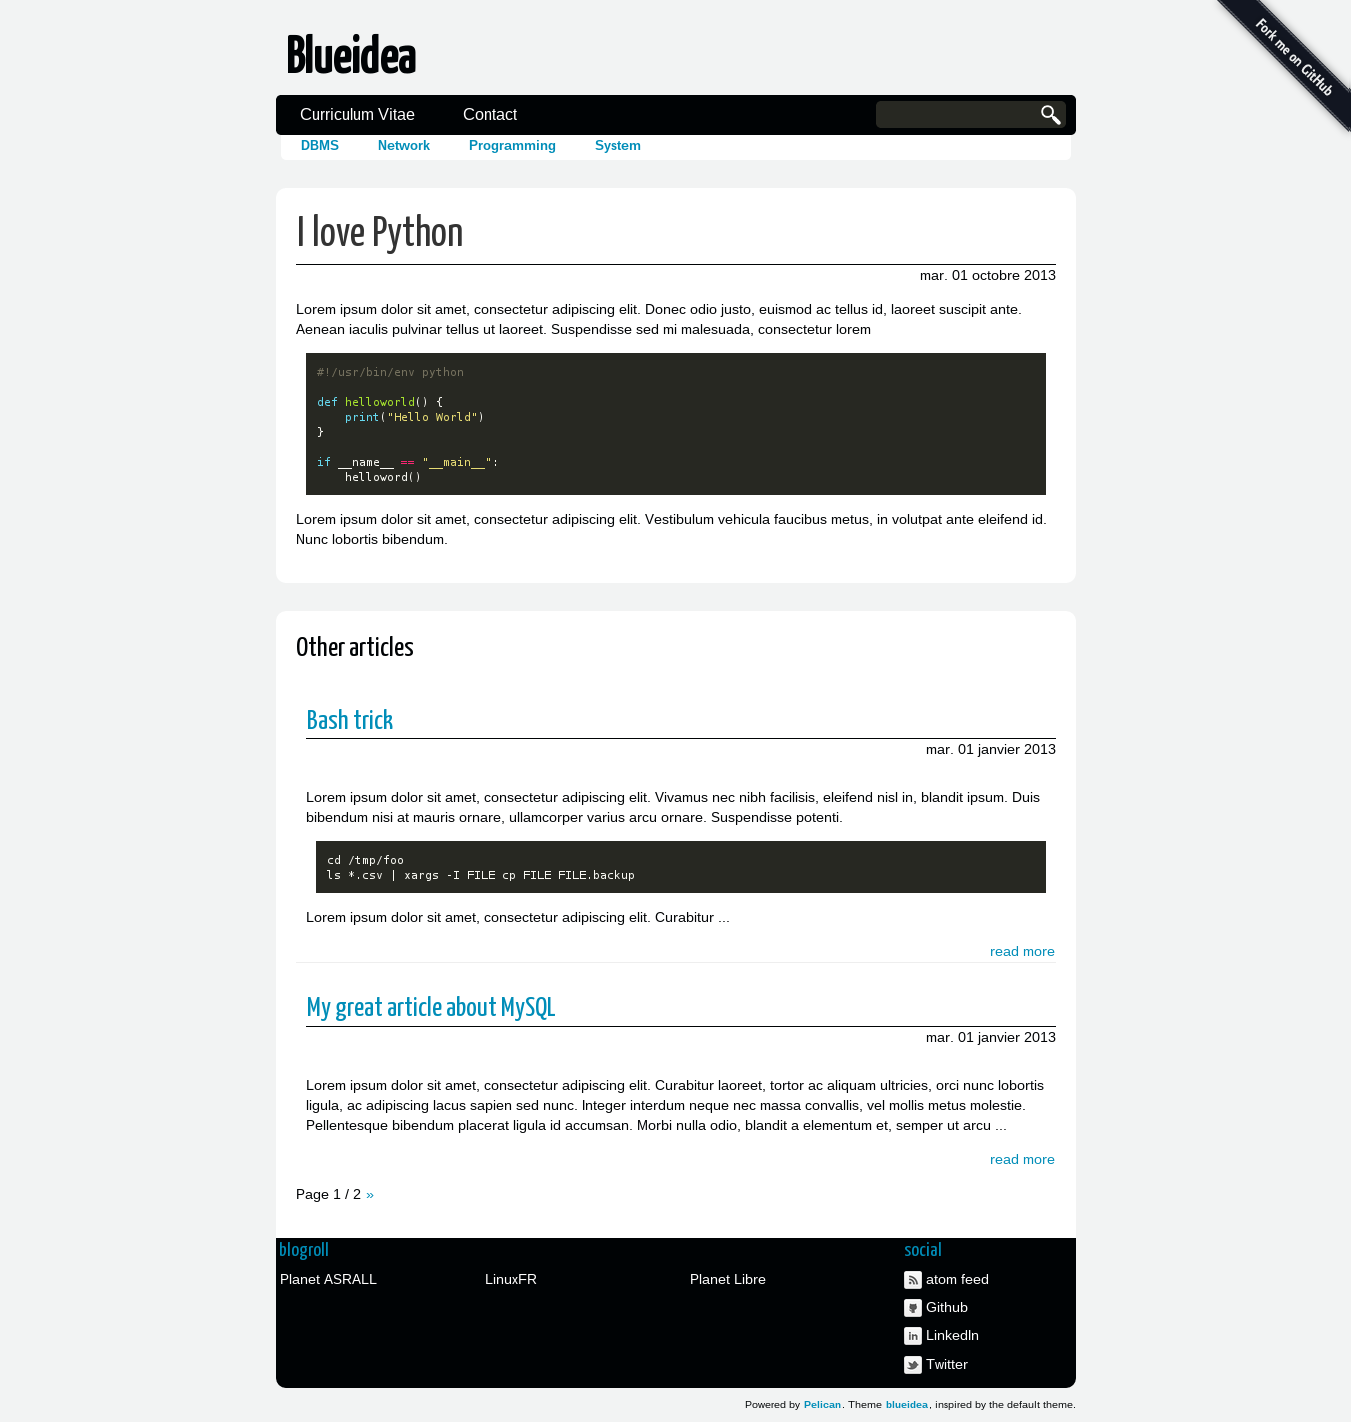 Blueidea
Fork me on GitHub
Curriculum Vitae Contact
DBMS Network Programming System
I love Python
mar. 01 octobre 2013
Lorem ipsum dolor sit amet, consectetur adipiscing elit. Donec odio justo, euismod ac tellus id, laoreet suscipit ante.
Aenean iaculis pulvinar tellus ut laoreet. Suspendisse sed mi malesuada, consectetur lorem
#!/usr/bin/env python
def helloworld() {
    print("Hello World")
}
if __name__ == "__main__":
    helloword()
Lorem ipsum dolor sit amet, consectetur adipiscing elit. Vestibulum vehicula faucibus metus, in volutpat ante eleifend id.
Nunc lobortis bibendum.
Other articles
Bash trick
mar. 01 janvier 2013
Lorem ipsum dolor sit amet, consectetur adipiscing elit. Vivamus nec nibh facilisis, eleifend nisl in, blandit ipsum. Duis
bibendum nisi at mauris ornare, ullamcorper varius arcu ornare. Suspendisse potenti.
cd /tmp/foo
ls *.csv | xargs -I FILE cp FILE FILE.backup
Lorem ipsum dolor sit amet, consectetur adipiscing elit. Curabitur ...
read more
My great article about MySQL
mar. 01 janvier 2013
Lorem ipsum dolor sit amet, consectetur adipiscing elit. Curabitur laoreet, tortor ac aliquam ultricies, orci nunc lobortis
ligula, ac adipiscing lacus sapien sed nunc. Integer interdum neque nec massa convallis, vel mollis metus molestie.
Pellentesque bibendum placerat ligula id accumsan. Morbi nulla odio, blandit a elementum et, semper ut arcu ...
read more
Page 1 / 2 »
blogroll
Planet ASRALL LinuxFR Planet Libre
social
atom feed
Github
LinkedIn
Twitter
Powered by Pelican. Theme blueidea, inspired by the default theme.